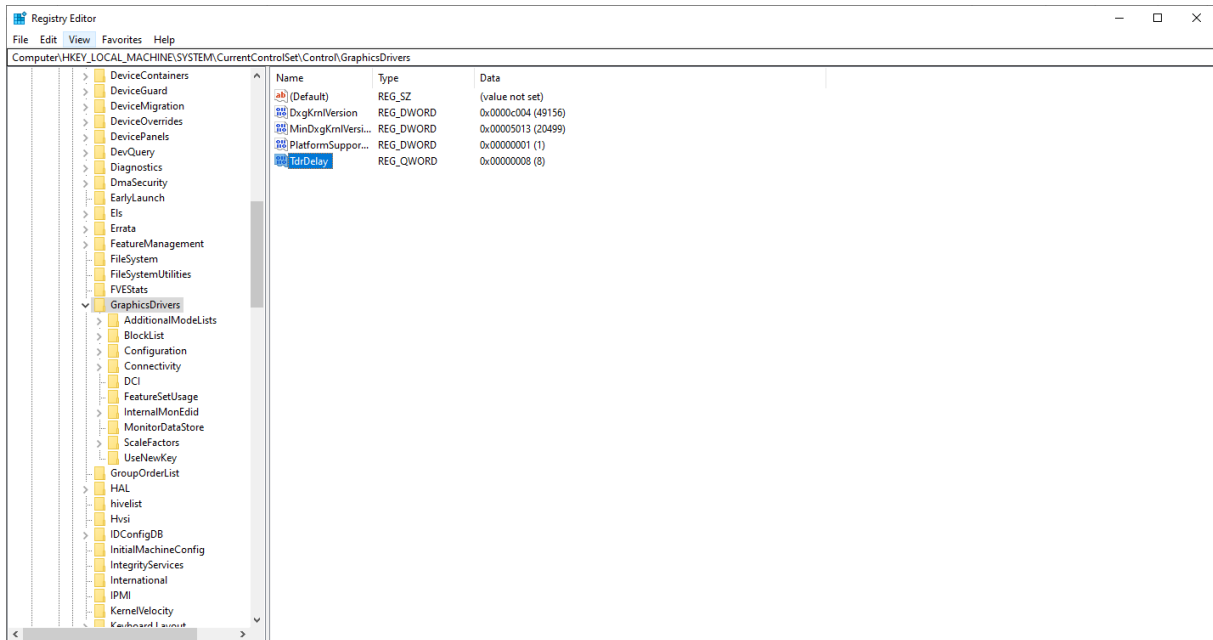 Registry Editor
File Edit View Favorites Help
Computer\HKEY_LOCAL_MACHINE\SYSTEM\CurrentControlSet\Control\GraphicsDrivers
DeviceContainers
DeviceGuard
DeviceMigration
DeviceOverrides
DevicePanels
DevQuery
Diagnostics
DmaSecurity
EarlyLaunch
Els
Errata
FeatureManagement
FileSystem
FileSystemUtilities
FVEStats
GraphicsDrivers
AdditionalModeLists
BlockList
Configuration
Connectivity
DCI
FeatureSetUsage
InternalMonEdid
MonitorDataStore
ScaleFactors
UseNewKey
GroupOrderList
HAL
hivelist
Hvsi
IDConfigDB
InitialMachineConfig
IntegrityServices
International
IPMI
KernelVelocity
Keyboard Layout
Name Type Data
(Default) REG_SZ (value not set)
DxgKrnlVersion REG_DWORD 0x0000c004 (49156)
MinDxgKrnlVersi... REG_DWORD 0x00005013 (20499)
PlatformSuppor... REG_DWORD 0x00000001 (1)
TdrDelay REG_QWORD 0x00000008 (8)